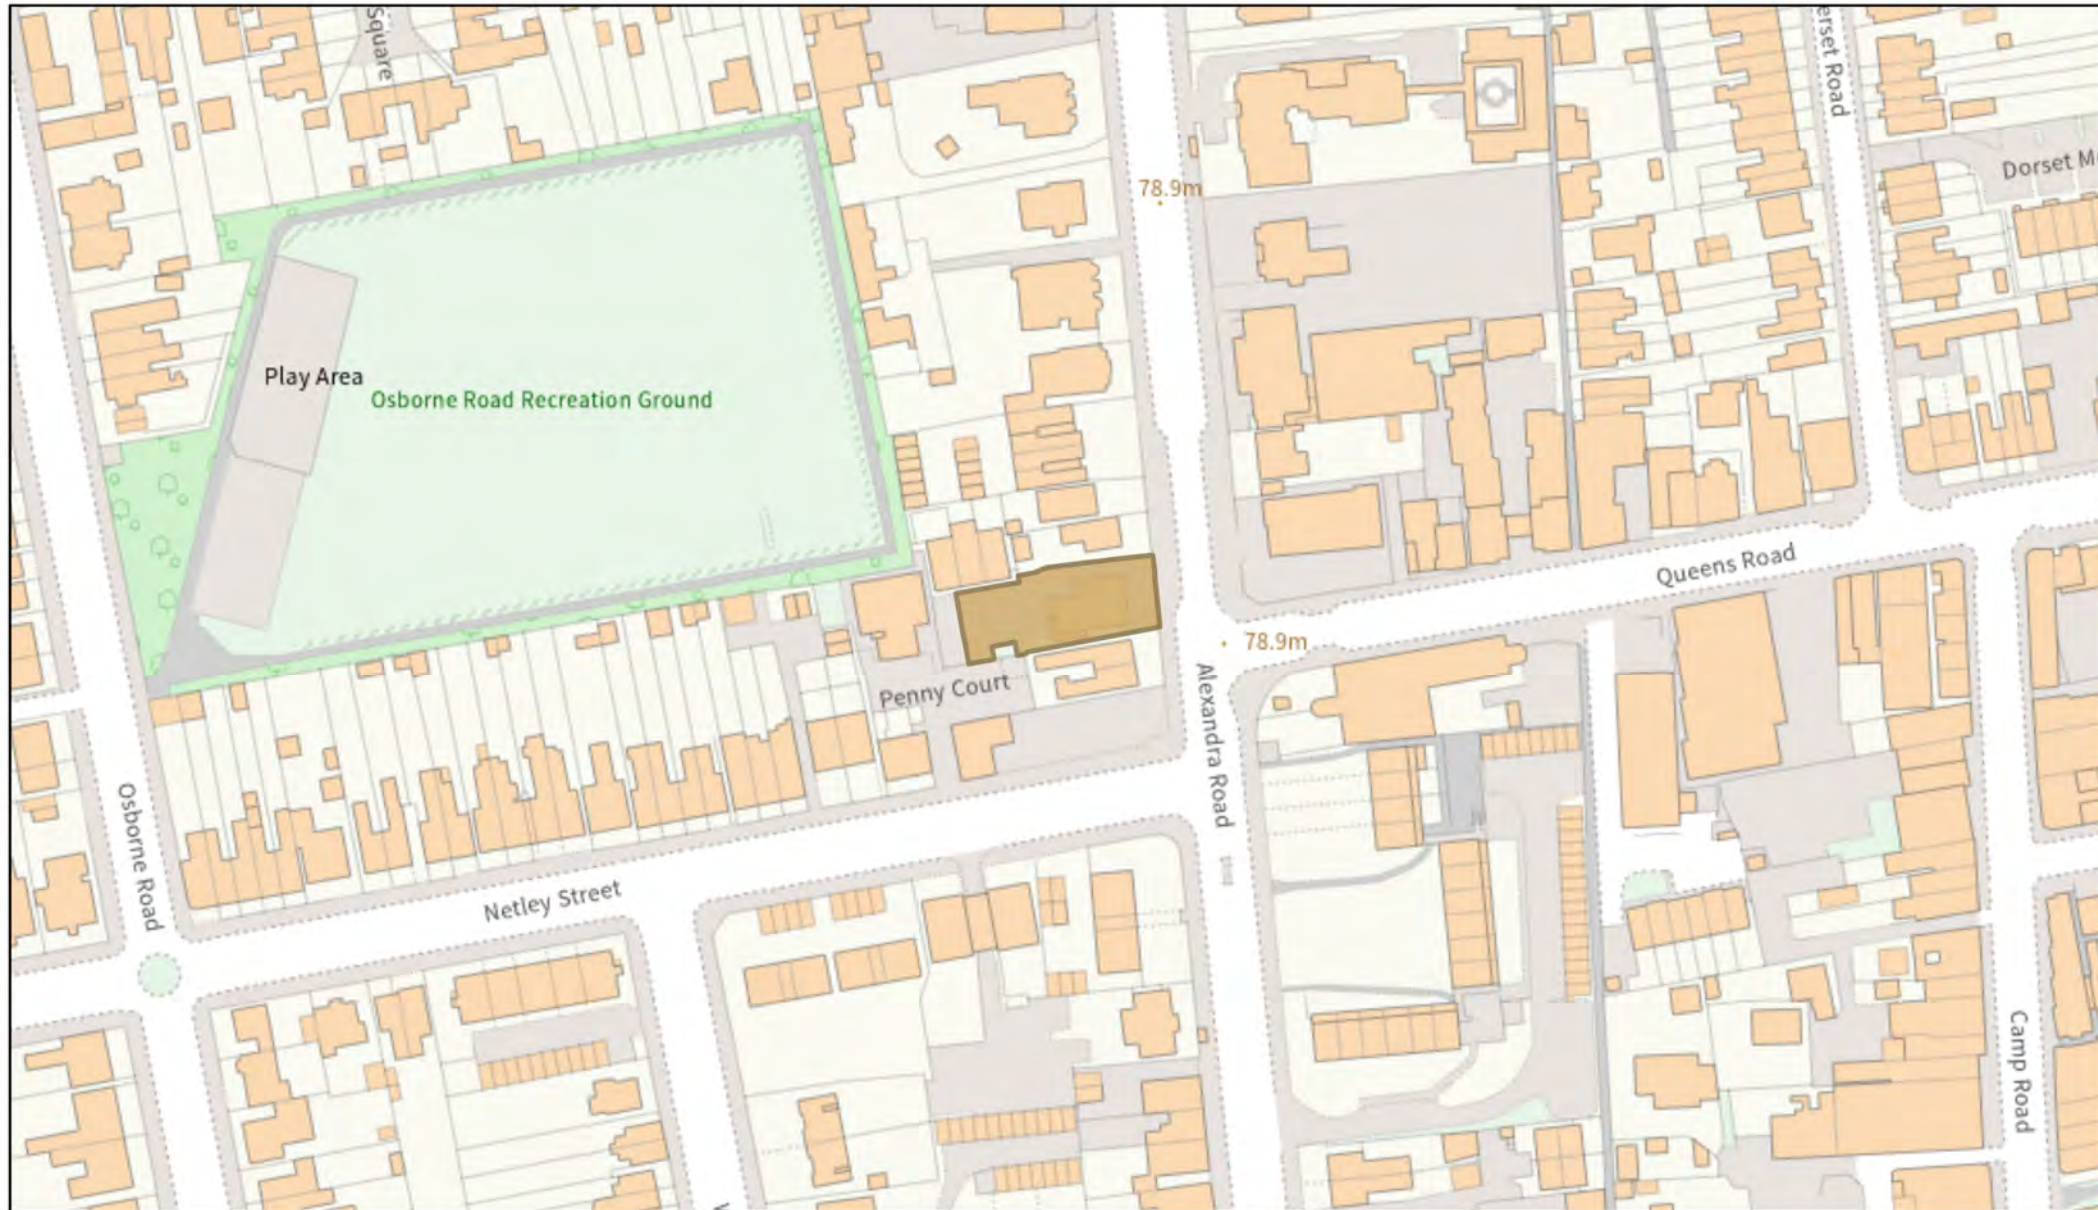 Square
erset Road
Dorset M
78.9m
Play Area
Osborne Road Recreation Ground
Queens Road
78.9m
Penny Court
Alexandra Road
Osborne Road
Netley Street
Camp Road